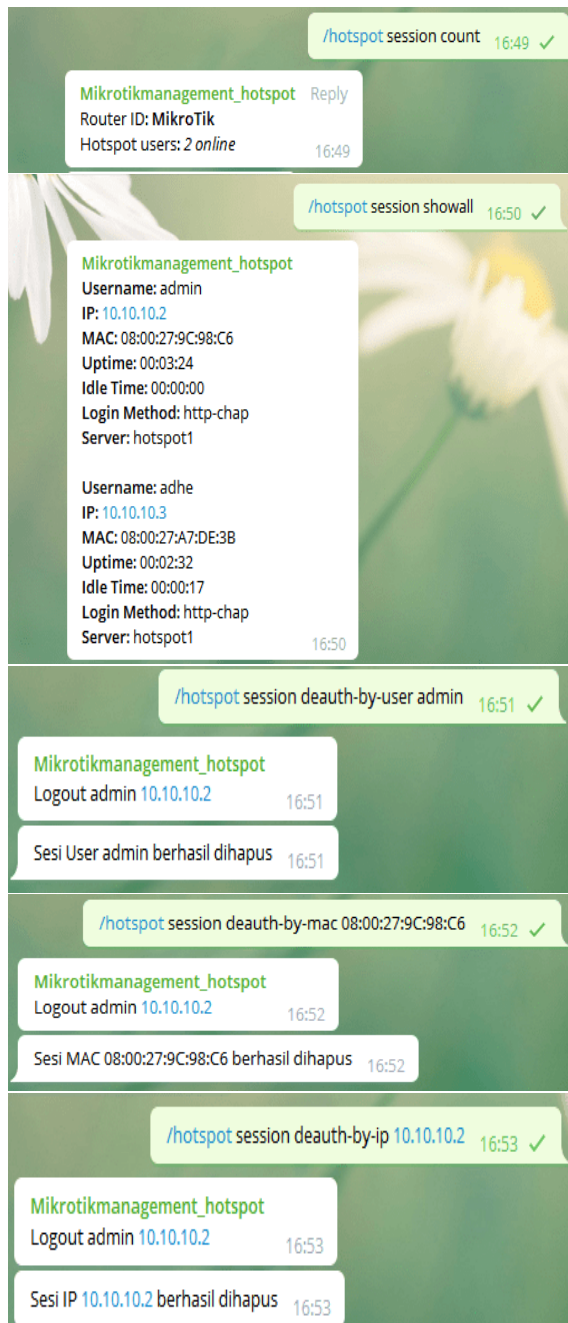 /hotspot session count 16:49
Mikrotikmanagement_hotspot Reply
Router ID: MikroTik
Hotspot users: 2 online
16:49
/hotspot session showall 16:50
Mikrotikmanagement_hotspot
Username: admin
IP: 10.10.10.2
MAC: 08:00:27:9C:98:C6
Uptime: 00:03:24
Idle Time: 00:00:00
Login Method: http-chap
Server: hotspot1
Username: adhe
IP: 10.10.10.3
MAC: 08:00:27:A7:DE:3B
Uptime: 00:02:32
Idle Time: 00:00:17
Login Method: http-chap
Server: hotspot1
16:50
/hotspot session deauth-by-user admin 16:51
Mikrotikmanagement_hotspot
Logout admin 10.10.10.2
16:51
Sesi User admin berhasil dihapus 16:51
/hotspot session deauth-by-mac 08:00:27:9C:98:C6 16:52
Mikrotikmanagement_hotspot
Logout admin 10.10.10.2
16:52
Sesi MAC 08:00:27:9C:98:C6 berhasil dihapus 16:52
/hotspot session deauth-by-ip 10.10.10.2 16:53
Mikrotikmanagement_hotspot
Logout admin 10.10.10.2
16:53
Sesi IP 10.10.10.2 berhasil dihapus 16:53